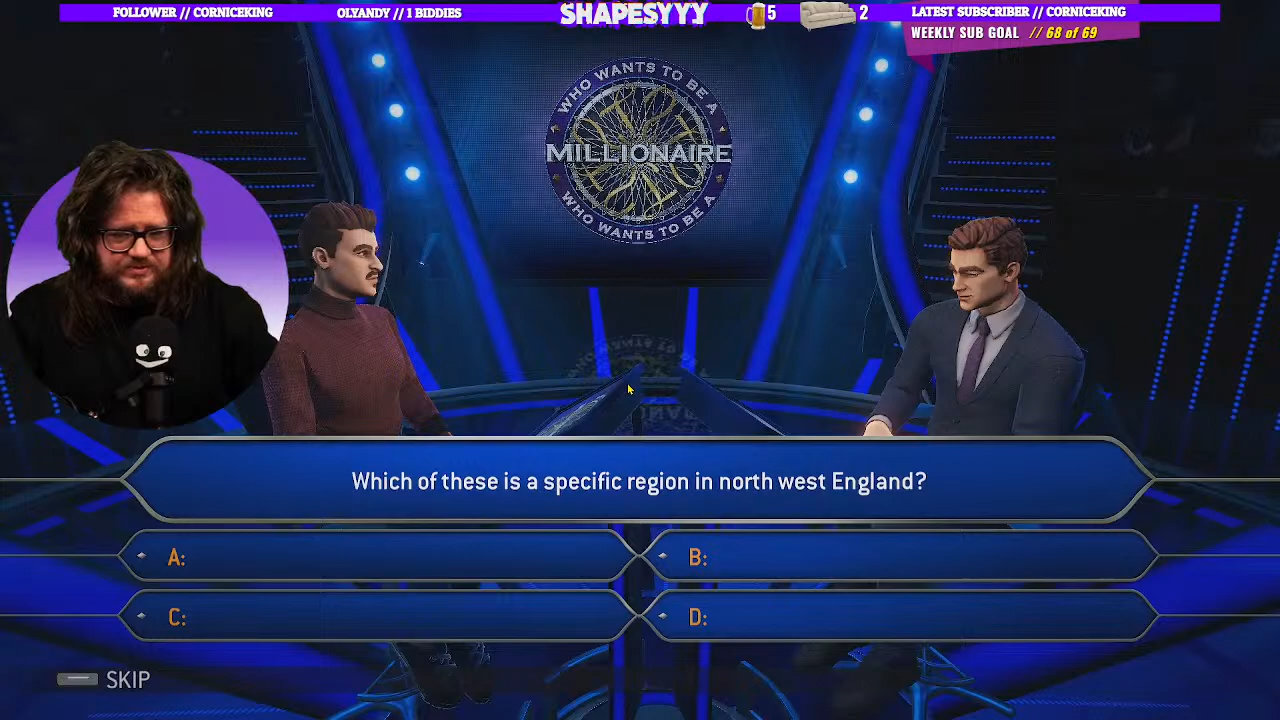 FOLLOWER // CORNICEKING
OLYANDY // 1 BIDDIES
SHAPESYYY
5
2
LATEST SUBSCRIBER // CORNICEKING
WEEKLY SUB GOAL // 68 of 69
WHO WANTS TO BE A
MILLIONAIRE
WHO WANTS TO BE A
Which of these is a specific region in north west England?
A:
B:
C:
D:
SKIP